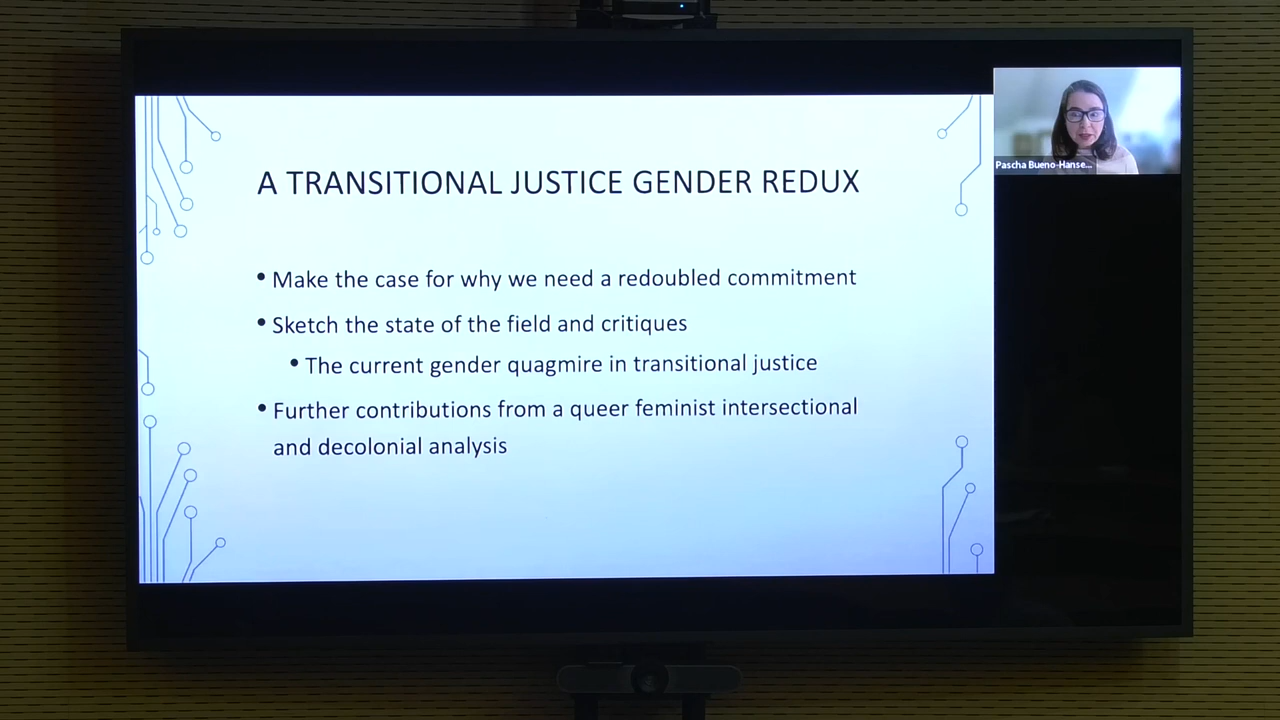 A TRANSITIONAL JUSTICE GENDER REDUX
• Make the case for why we need a redoubled commitment
• Sketch the state of the field and critiques
• The current gender quagmire in transitional justice
• Further contributions from a queer feminist intersectional
and decolonial analysis
Pascha Bueno-Hanse...